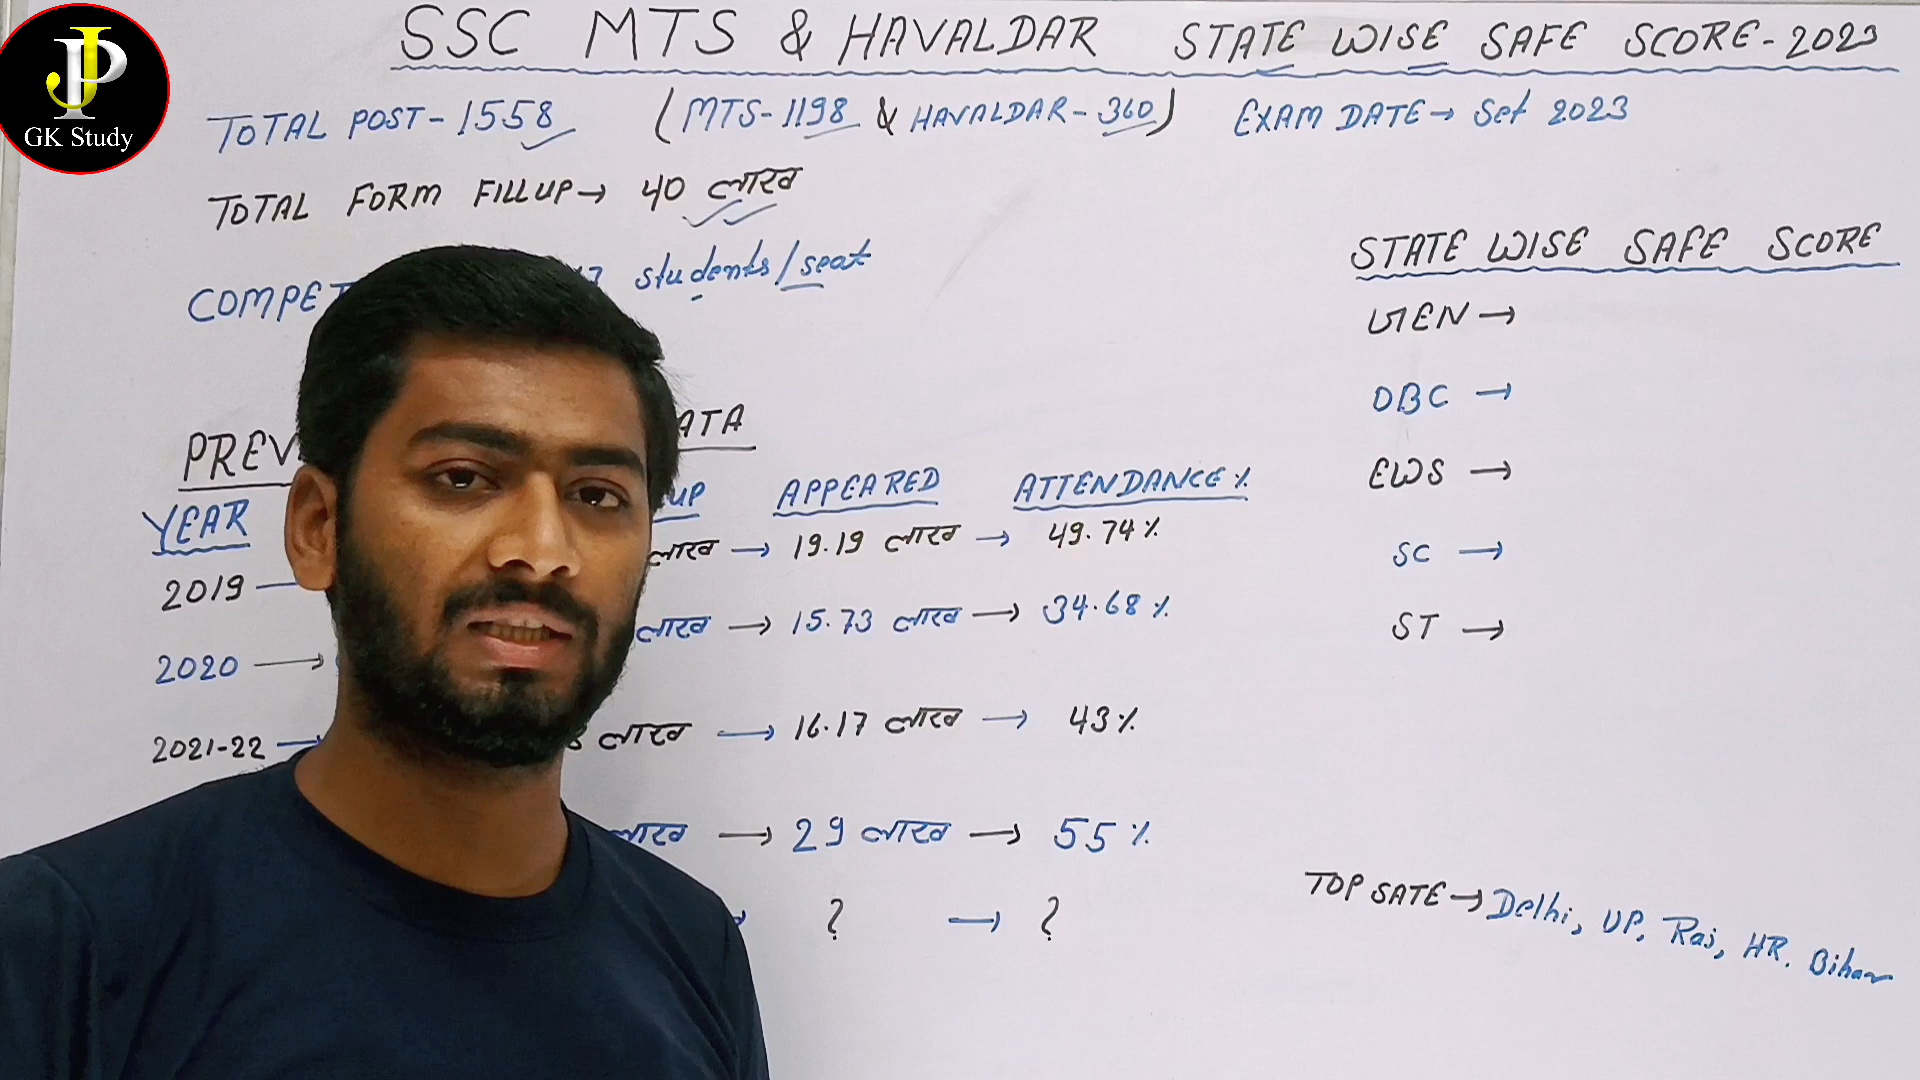 JP
GK Study
SSC MTS & HAVALDAR STATE WISE SAFE SCORE-2023
TOTAL POST-1558 (MTS-1198 & HAVALDAR-360) EXAM DATE→ Set 2023
TOTAL FORM FILLUP→ 40 लाख
students/seat
STATE WISE SAFE SCORE
GEN→
OBC→
EWS→
SC→
ST→
YEAR UP APPEARED ATTENDANCE%
2019 लाख → 19.19 लाख → 49.74%
2020 → लाख → 15.73 लाख → 34.68%
2021-22 → लाख → 16.17 लाख → 43%
लाख → 29 लाख → 55%
? → ?
TOP SATE→ Delhi, UP, Raj, HR. Bihar